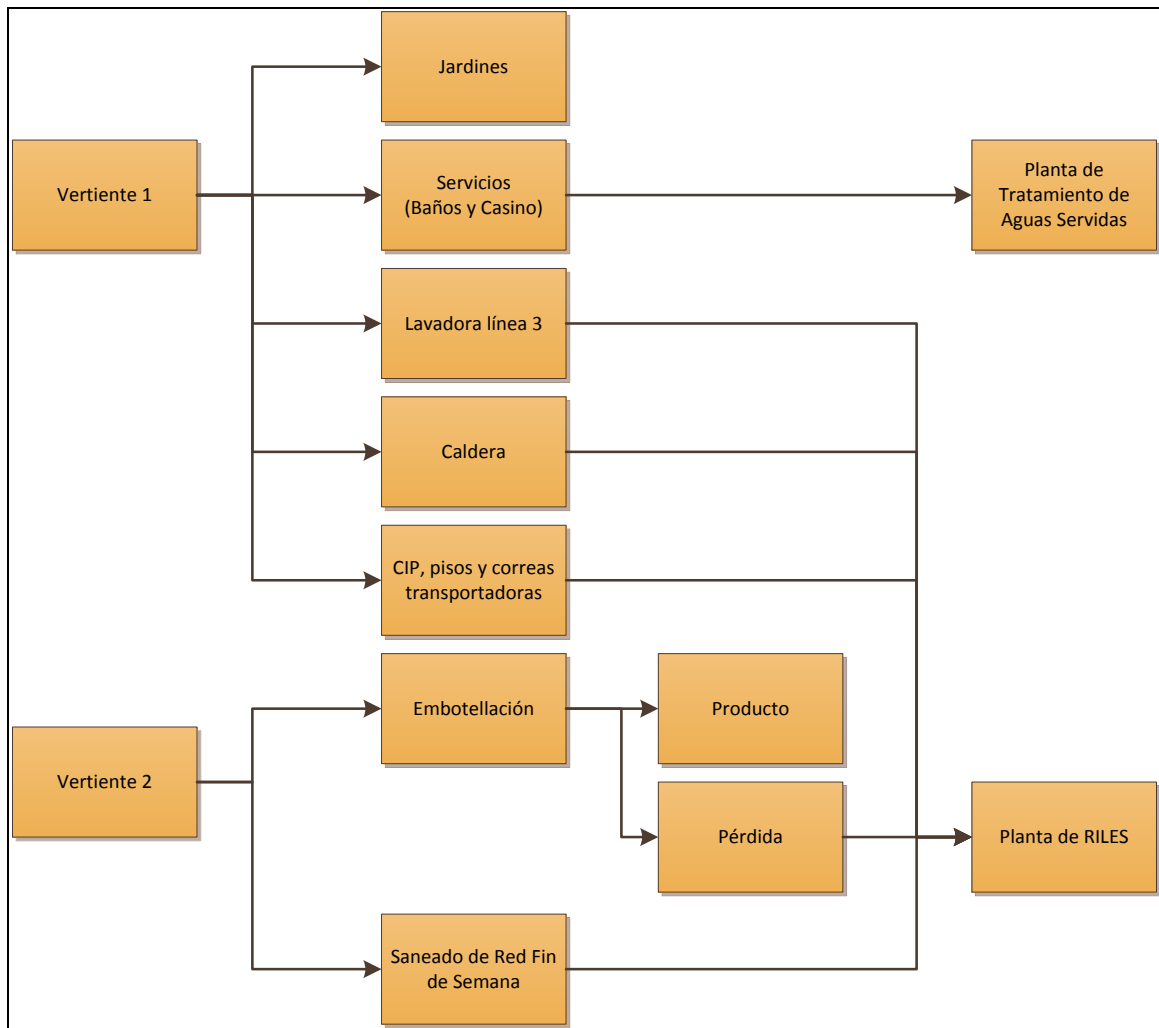 Jardines
Vertiente 1
Servicios
(Baños y Casino)
Planta de
Tratamiento de
Aguas Servidas
Lavadora línea 3
Caldera
CIP, pisos y correas
transportadoras
Embotellación
Producto
Vertiente 2
Pérdida
Planta de RILES
Saneado de Red Fin
de Semana